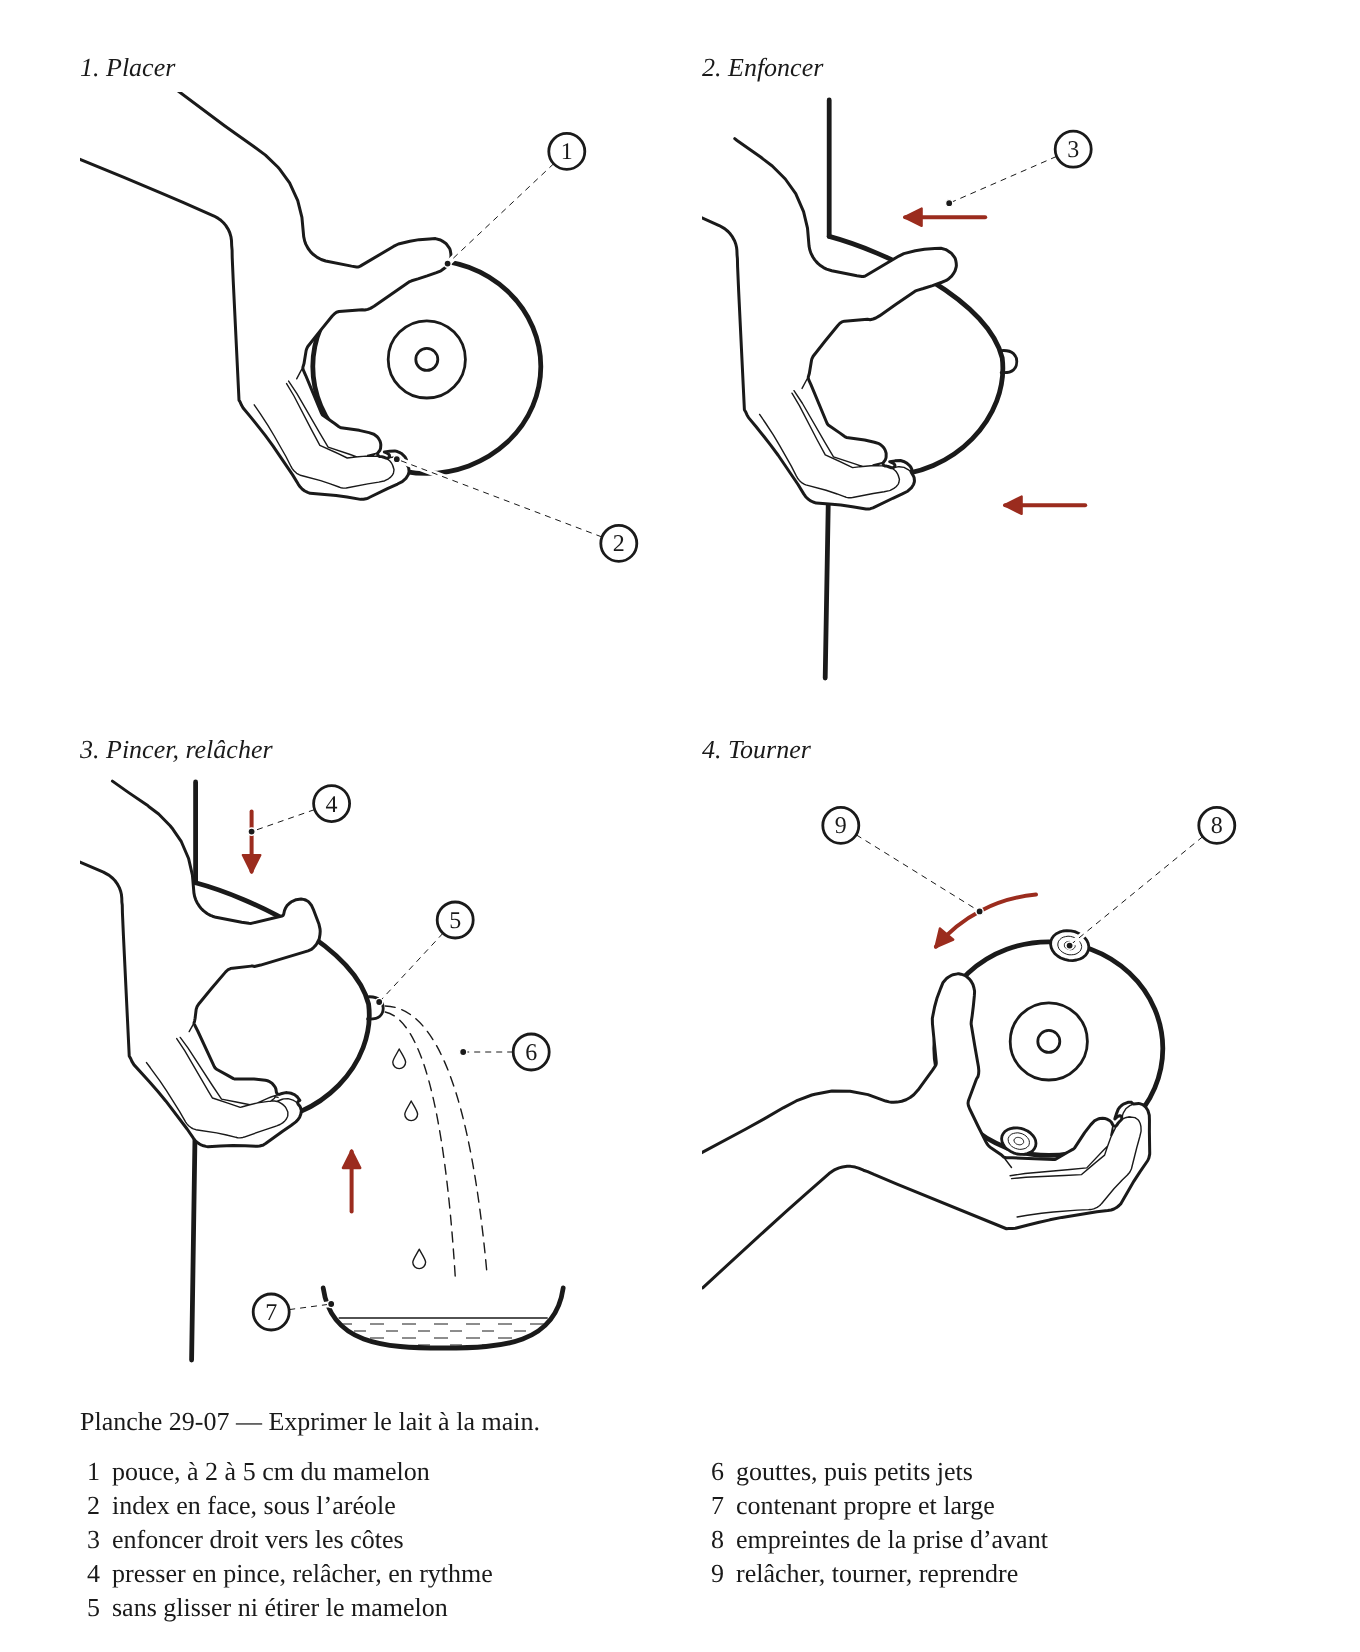 1. Placer
2. Enfoncer
1
3
2
3. Pincer, relâcher
4. Tourner
4
9
8
5
6
7
Planche 29-07 — Exprimer le lait à la main.
1 pouce, à 2 à 5 cm du mamelon
2 index en face, sous l’aréole
3 enfoncer droit vers les côtes
4 presser en pince, relâcher, en rythme
5 sans glisser ni étirer le mamelon
6 gouttes, puis petits jets
7 contenant propre et large
8 empreintes de la prise d’avant
9 relâcher, tourner, reprendre